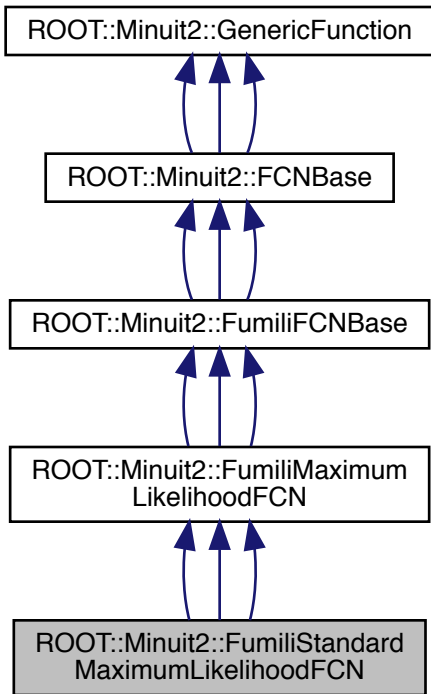 ROOT::Minuit2::GenericFunction
ROOT::Minuit2::FCNBase
ROOT::Minuit2::FumiliFCNBase
ROOT::Minuit2::FumiliMaximum
LikelihoodFCN
ROOT::Minuit2::FumiliStandard
MaximumLikelihoodFCN